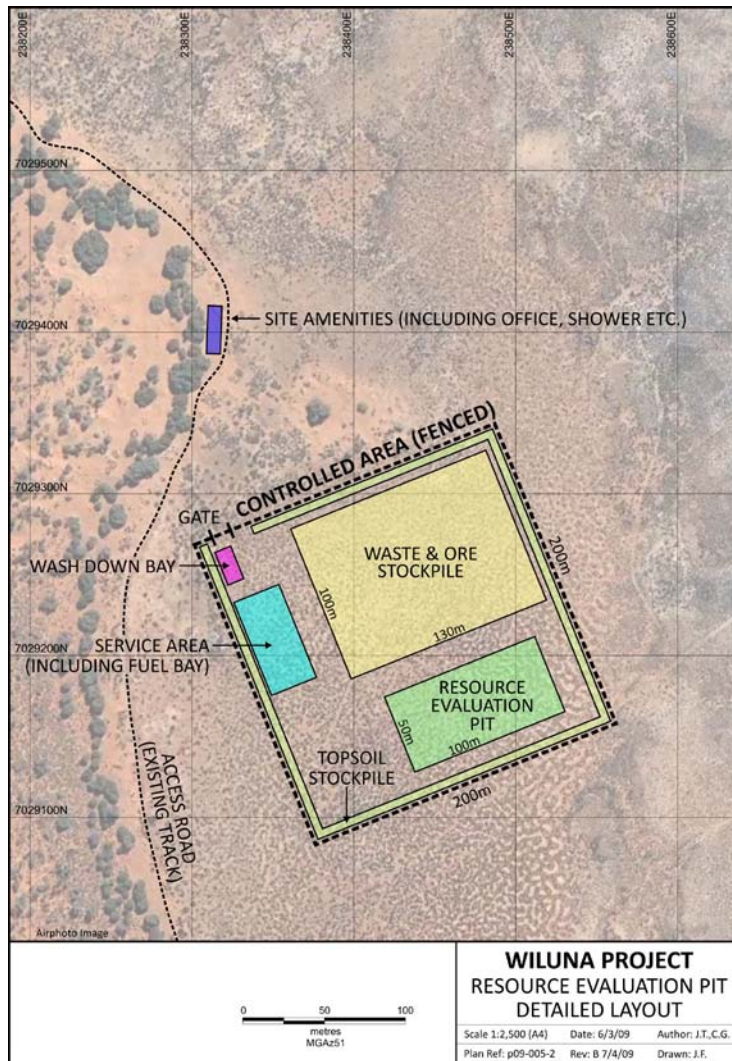 238200E
238300E
238400E
238500E
238600E
7029500N
SITE AMENITIES (INCLUDING OFFICE, SHOWER ETC.)
7029400N
CONTROLLED AREA (FENCED)
7029300N
GATE
WASH DOWN BAY
WASTE & ORE
STOCKPILE
200m
100m
130m
SERVICE AREA
(INCLUDING FUEL BAY)
7029200N
RESOURCE
EVALUATION
PIT
50m
100m
TOPSOIL
STOCKPILE
200m
ACCESS ROAD
(EXISTING TRACK)
7029100N
Airphoto Image
0 50 100
metres
MGAz51
WILUNA PROJECT
RESOURCE EVALUATION PIT
DETAILED LAYOUT
Scale 1:2,500 (A4) Date: 6/3/09 Author: J.T.,C.G.
Plan Ref: p09-005-2 Rev: B 7/4/09 Drawn: J.F.